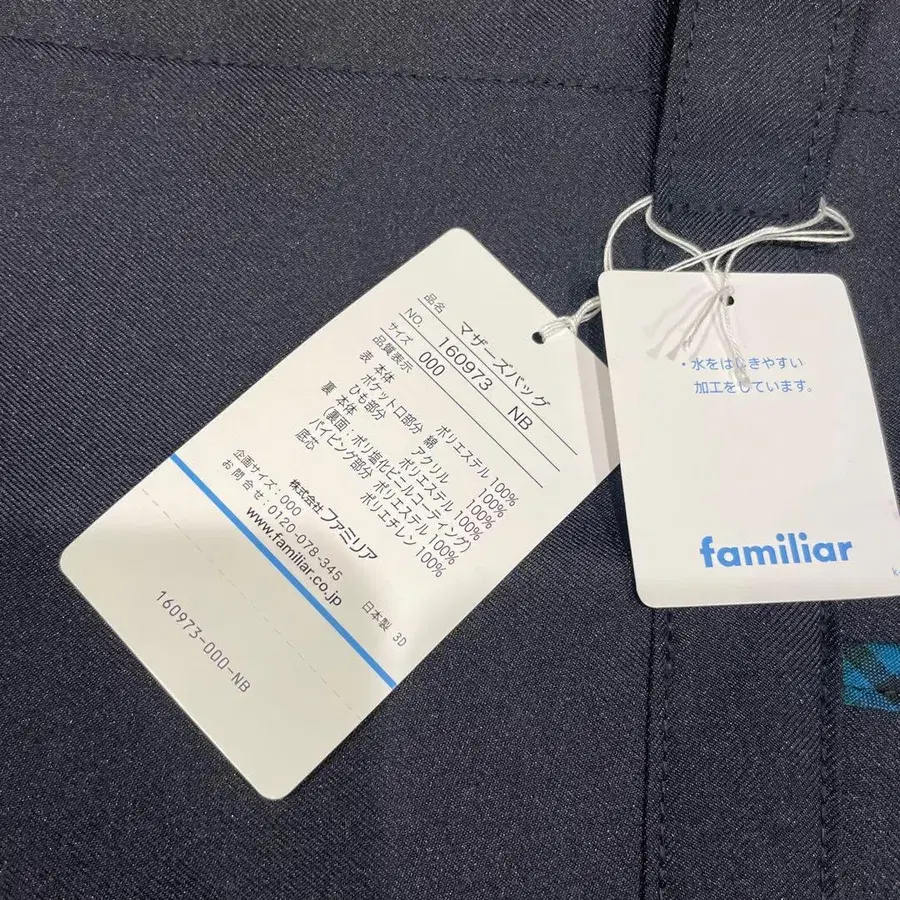 品名 マザーズバッグ
NO. 160973 NB
サイズ 000
品質表示
表 本体 ポリエステル 100%
ポケット口部分 綿 100%
ひも部分 アクリル 100%
裏 本体 ポリエステル 100%
(裏面:ポリ塩化ビニルコーティング)
パイピング部分 ポリエステル 100%
底芯 ポリエチレン 100%
株式会社 ファミリア
企画サイズ:000
お問合せ:0120-078-345
www.familiar.co.jp
日本製 3D
160973-000-NB
・水をはじきやすい
加工をしています。
familiar